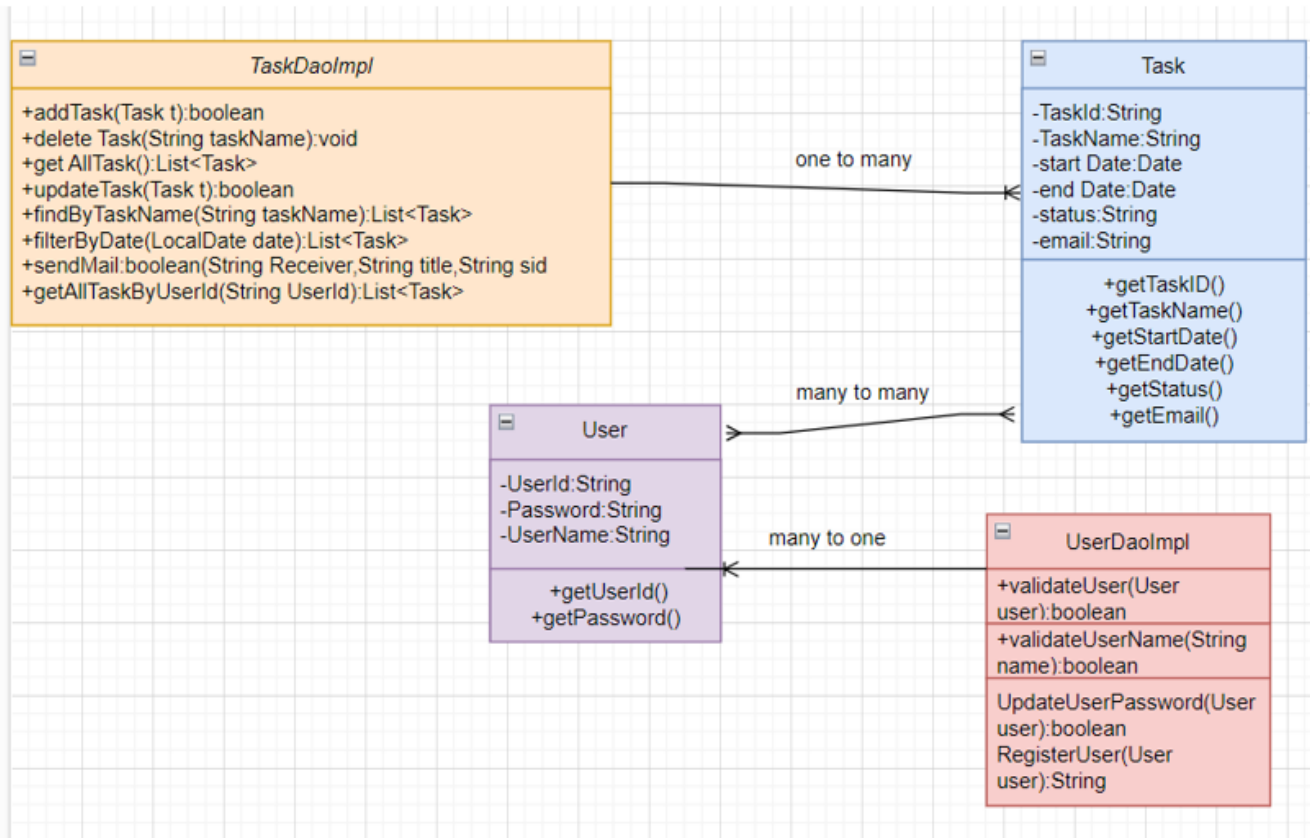 TaskDaoImpl
+addTask(Task t):boolean
+delete Task(String taskName):void
+get AllTask():List<Task>
+updateTask(Task t):boolean
+findByTaskName(String taskName):List<Task>
+filterByDate(LocalDate date):List<Task>
+sendMail:boolean(String Receiver,String title,String sid
+getAllTaskByUserId(String UserId):List<Task>
one to many
Task
-TaskId:String
-TaskName:String
-start Date:Date
-end Date:Date
-status:String
-email:String
+getTaskID()
+getTaskName()
+getStartDate()
+getEndDate()
+getStatus()
+getEmail()
many to many
User
-UserId:String
-Password:String
-UserName:String
+getUserId()
+getPassword()
many to one
UserDaoImpl
+validateUser(User
user):boolean
+validateUserName(String
name):boolean
UpdateUserPassword(User
user):boolean
RegisterUser(User
user):String